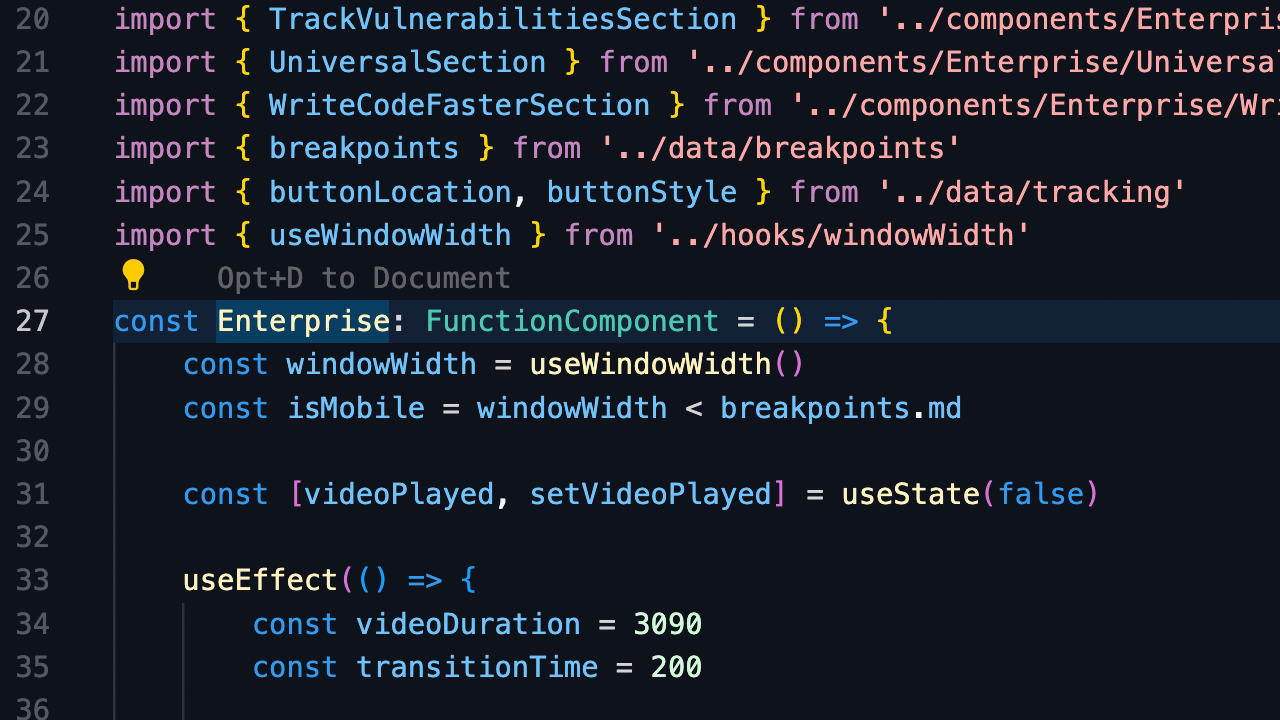 20 import { TrackVulnerabilitiesSection } from '../components/Enterpris
21 import { UniversalSection } from '../components/Enterprise/Universa
22 import { WriteCodeFasterSection } from '../components/Enterprise/Wri
23 import { breakpoints } from '../data/breakpoints'
24 import { buttonLocation, buttonStyle } from '../data/tracking'
25 import { useWindowWidth } from '../hooks/windowWidth'
26 Opt+D to Document
27 const Enterprise: FunctionComponent = () => {
28 const windowWidth = useWindowWidth()
29 const isMobile = windowWidth < breakpoints.md
30
31 const [videoPlayed, setVideoPlayed] = useState(false)
32
33 useEffect(() => {
34 const videoDuration = 3090
35 const transitionTime = 200
36